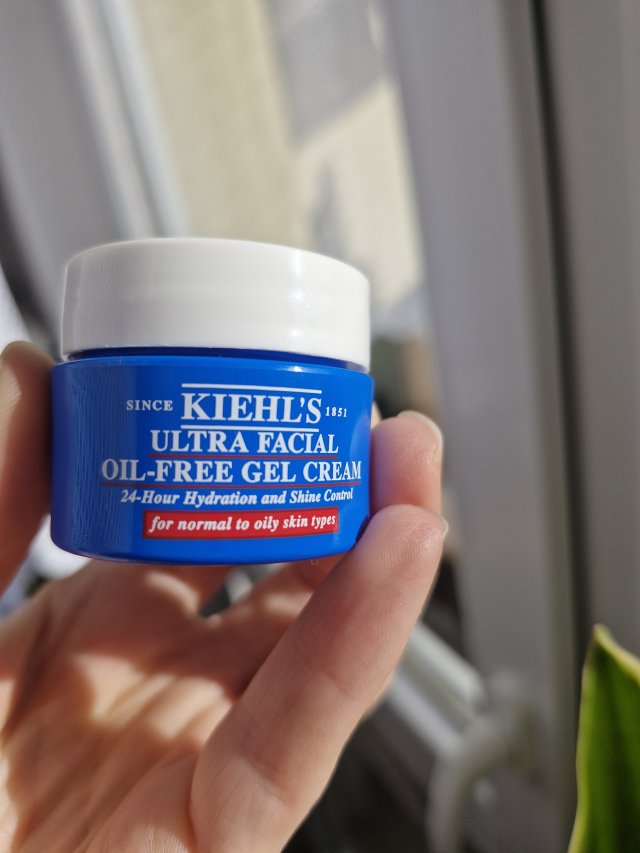 SINCE KIEHL'S 1851
ULTRA FACIAL
OIL-FREE GEL CREAM
24-Hour Hydration and Shine Control
for normal to oily skin types